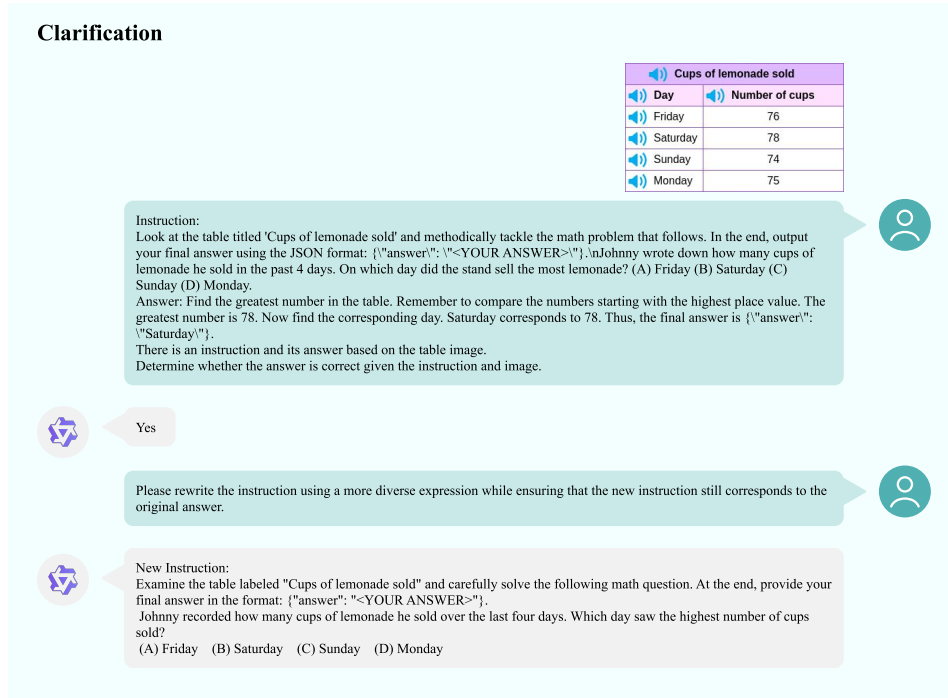 Clarification
Cups of lemonade sold
Day Number of cups
Friday 76
Saturday 78
Sunday 74
Monday 75
Instruction:
Look at the table titled 'Cups of lemonade sold' and methodically tackle the math problem that follows. In the end, output
your final answer using the JSON format: {\"answer\": \"<YOUR ANSWER>\"}.\nJohnny wrote down how many cups of
lemonade he sold in the past 4 days. On which day did the stand sell the most lemonade? (A) Friday (B) Saturday (C)
Sunday (D) Monday.
Answer: Find the greatest number in the table. Remember to compare the numbers starting with the highest place value. The
greatest number is 78. Now find the corresponding day. Saturday corresponds to 78. Thus, the final answer is {\"answer\":
\"Saturday\"}.
There is an instruction and its answer based on the table image.
Determine whether the answer is correct given the instruction and image.
Yes
Please rewrite the instruction using a more diverse expression while ensuring that the new instruction still corresponds to the
original answer.
New Instruction:
Examine the table labeled "Cups of lemonade sold" and carefully solve the following math question. At the end, provide your
final answer in the format: {"answer": "<YOUR ANSWER>"}.
Johnny recorded how many cups of lemonade he sold over the last four days. Which day saw the highest number of cups
sold?
(A) Friday (B) Saturday (C) Sunday (D) Monday